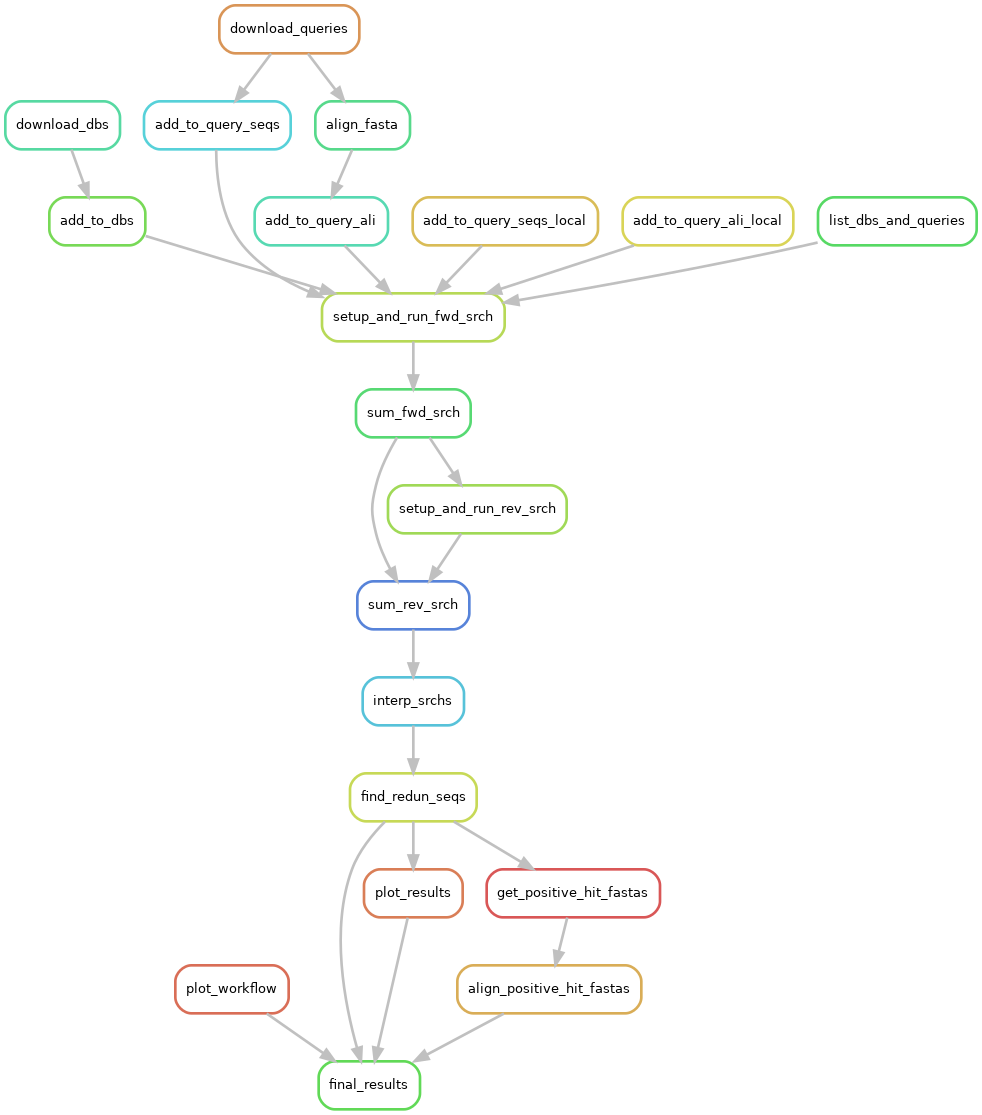 download_queries
download_dbs
add_to_query_seqs
align_fasta
add_to_dbs
add_to_query_ali
add_to_query_seqs_local
add_to_query_ali_local
list_dbs_and_queries
setup_and_run_fwd_srch
sum_fwd_srch
setup_and_run_rev_srch
sum_rev_srch
interp_srchs
find_redun_seqs
plot_results
get_positive_hit_fastas
plot_workflow
align_positive_hit_fastas
final_results